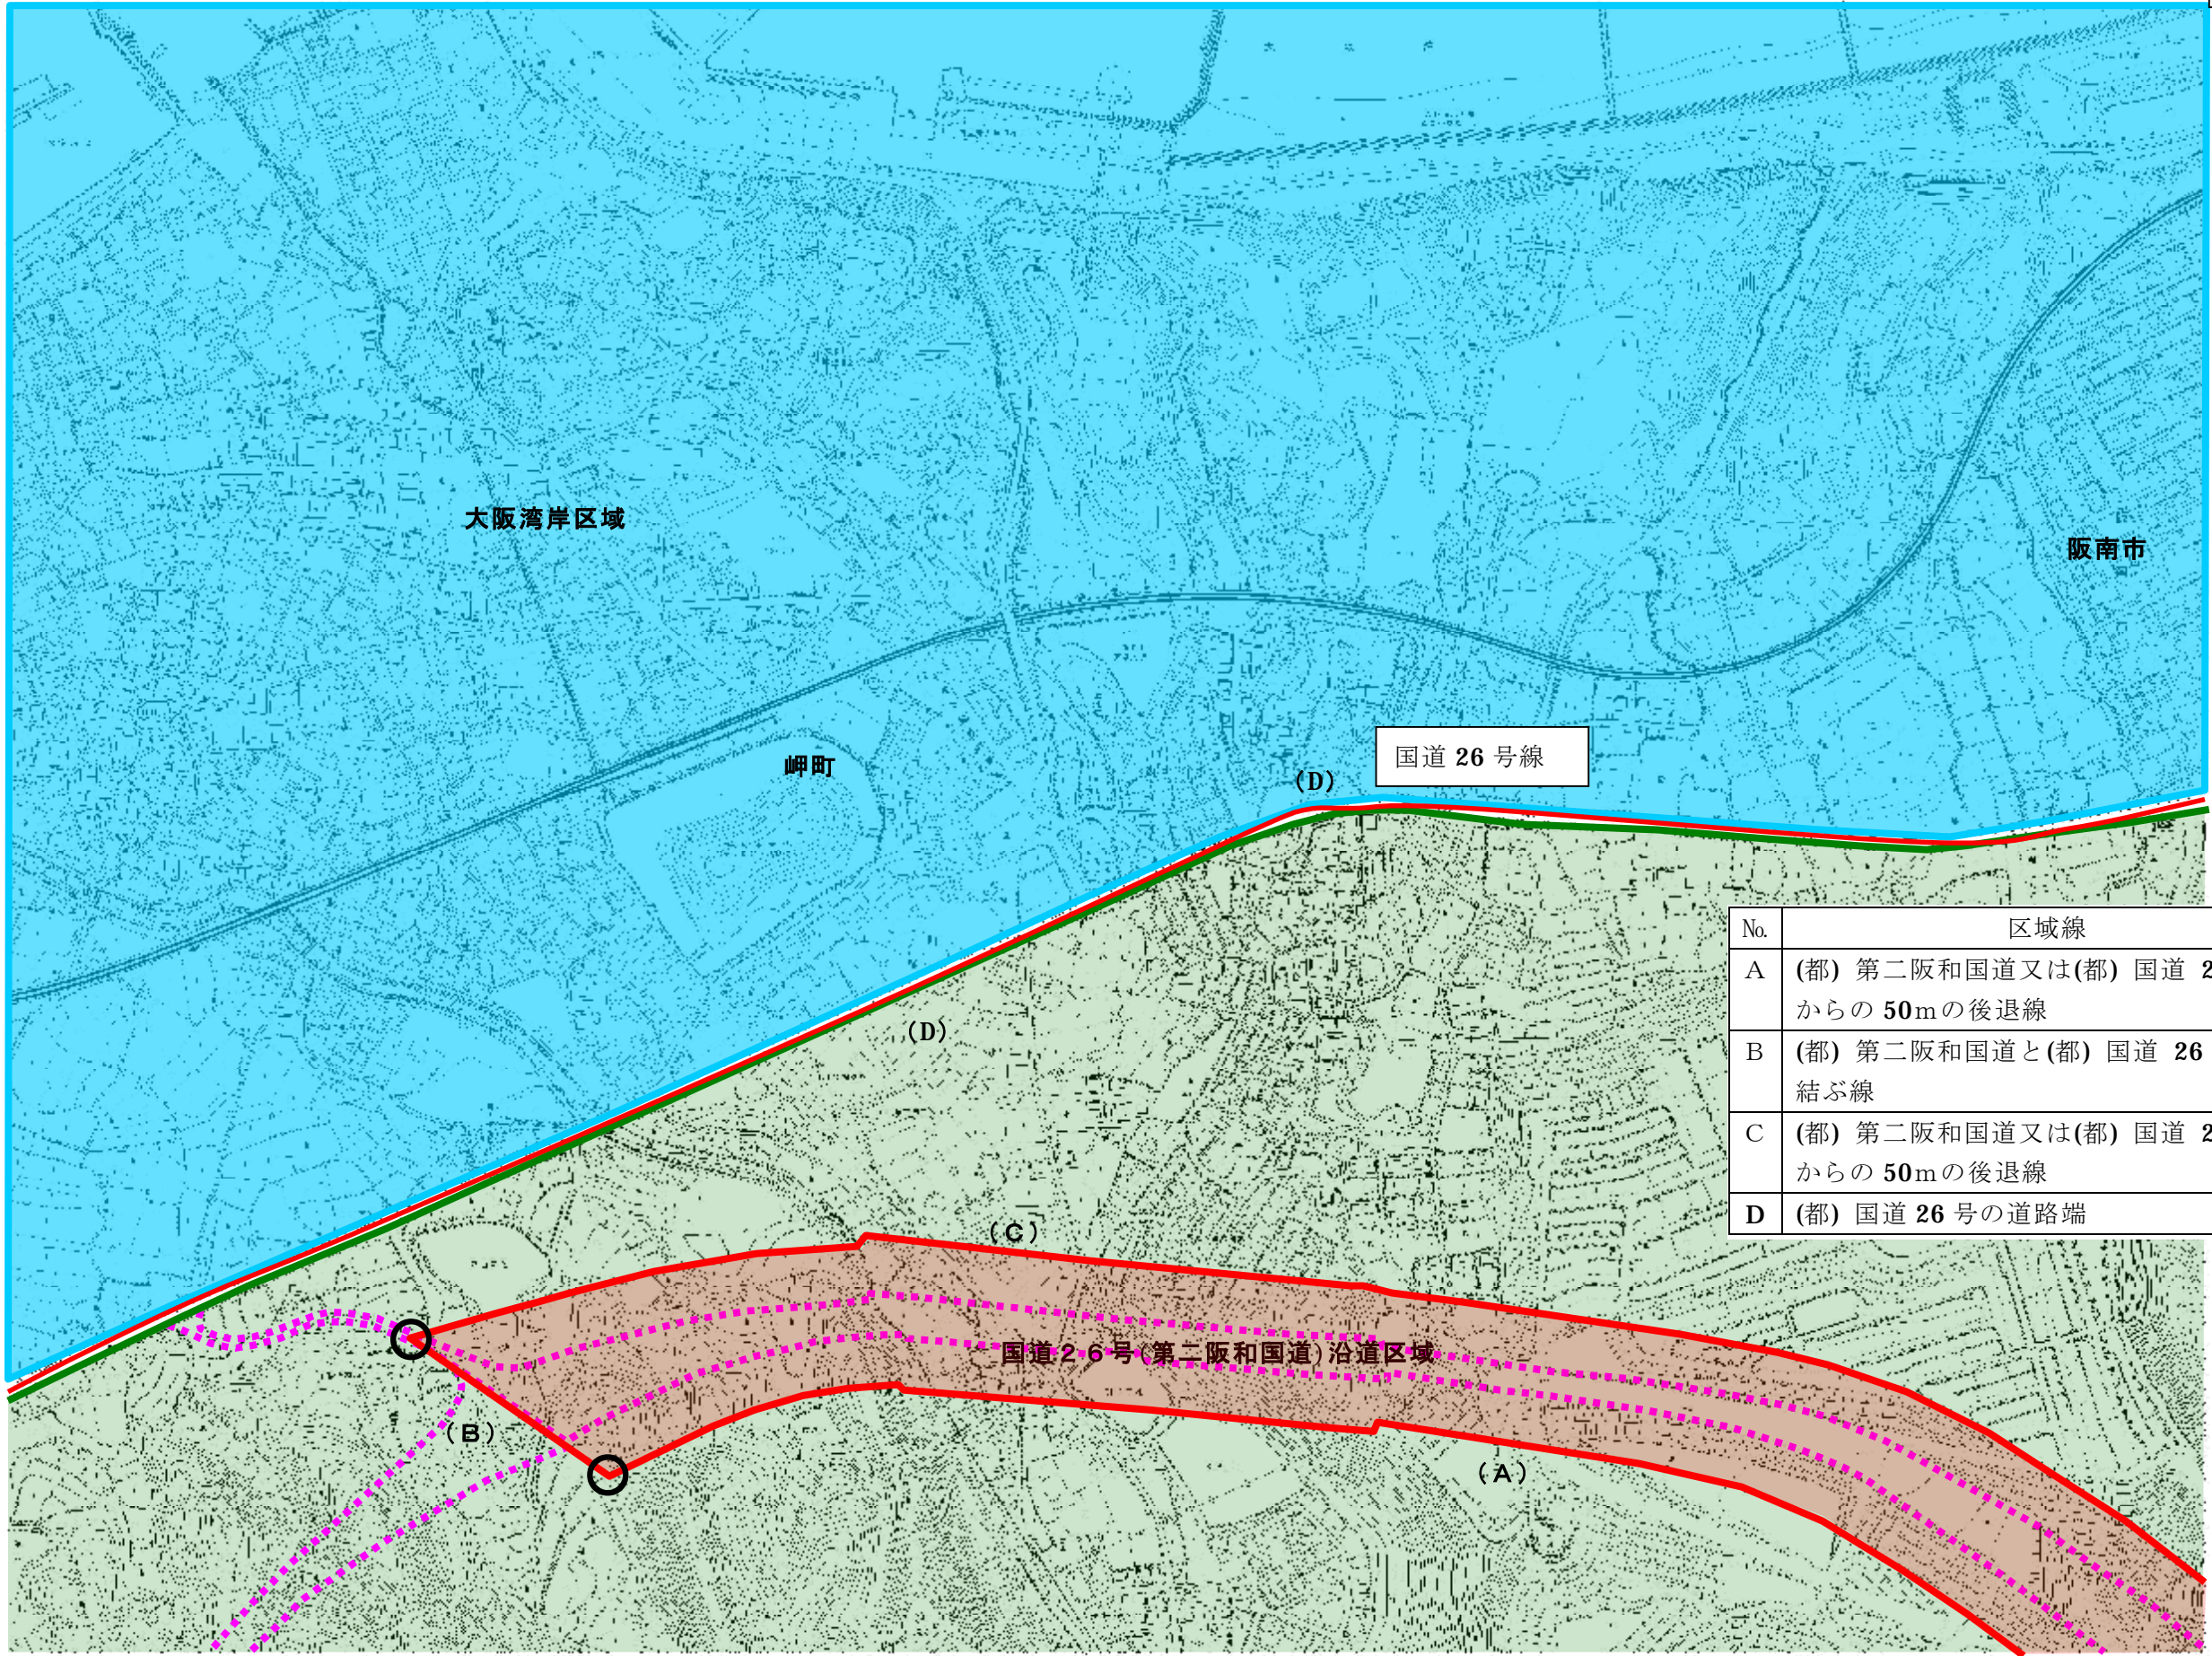 大阪湾岸区域
阪南市
国道 26 号線
岬町
（D）
（D）
№ 区域線
A (都) 第二阪和国道又は(都) 国道 2
からの 50ｍの後退線
B (都) 第二阪和国道と(都) 国道 26
結ぶ線
C (都) 第二阪和国道又は(都) 国道 2
からの 50ｍの後退線
D (都) 国道 26 号の道路端
（C）
国道２６号（第二阪和国道）沿道区域
（B）
（A）